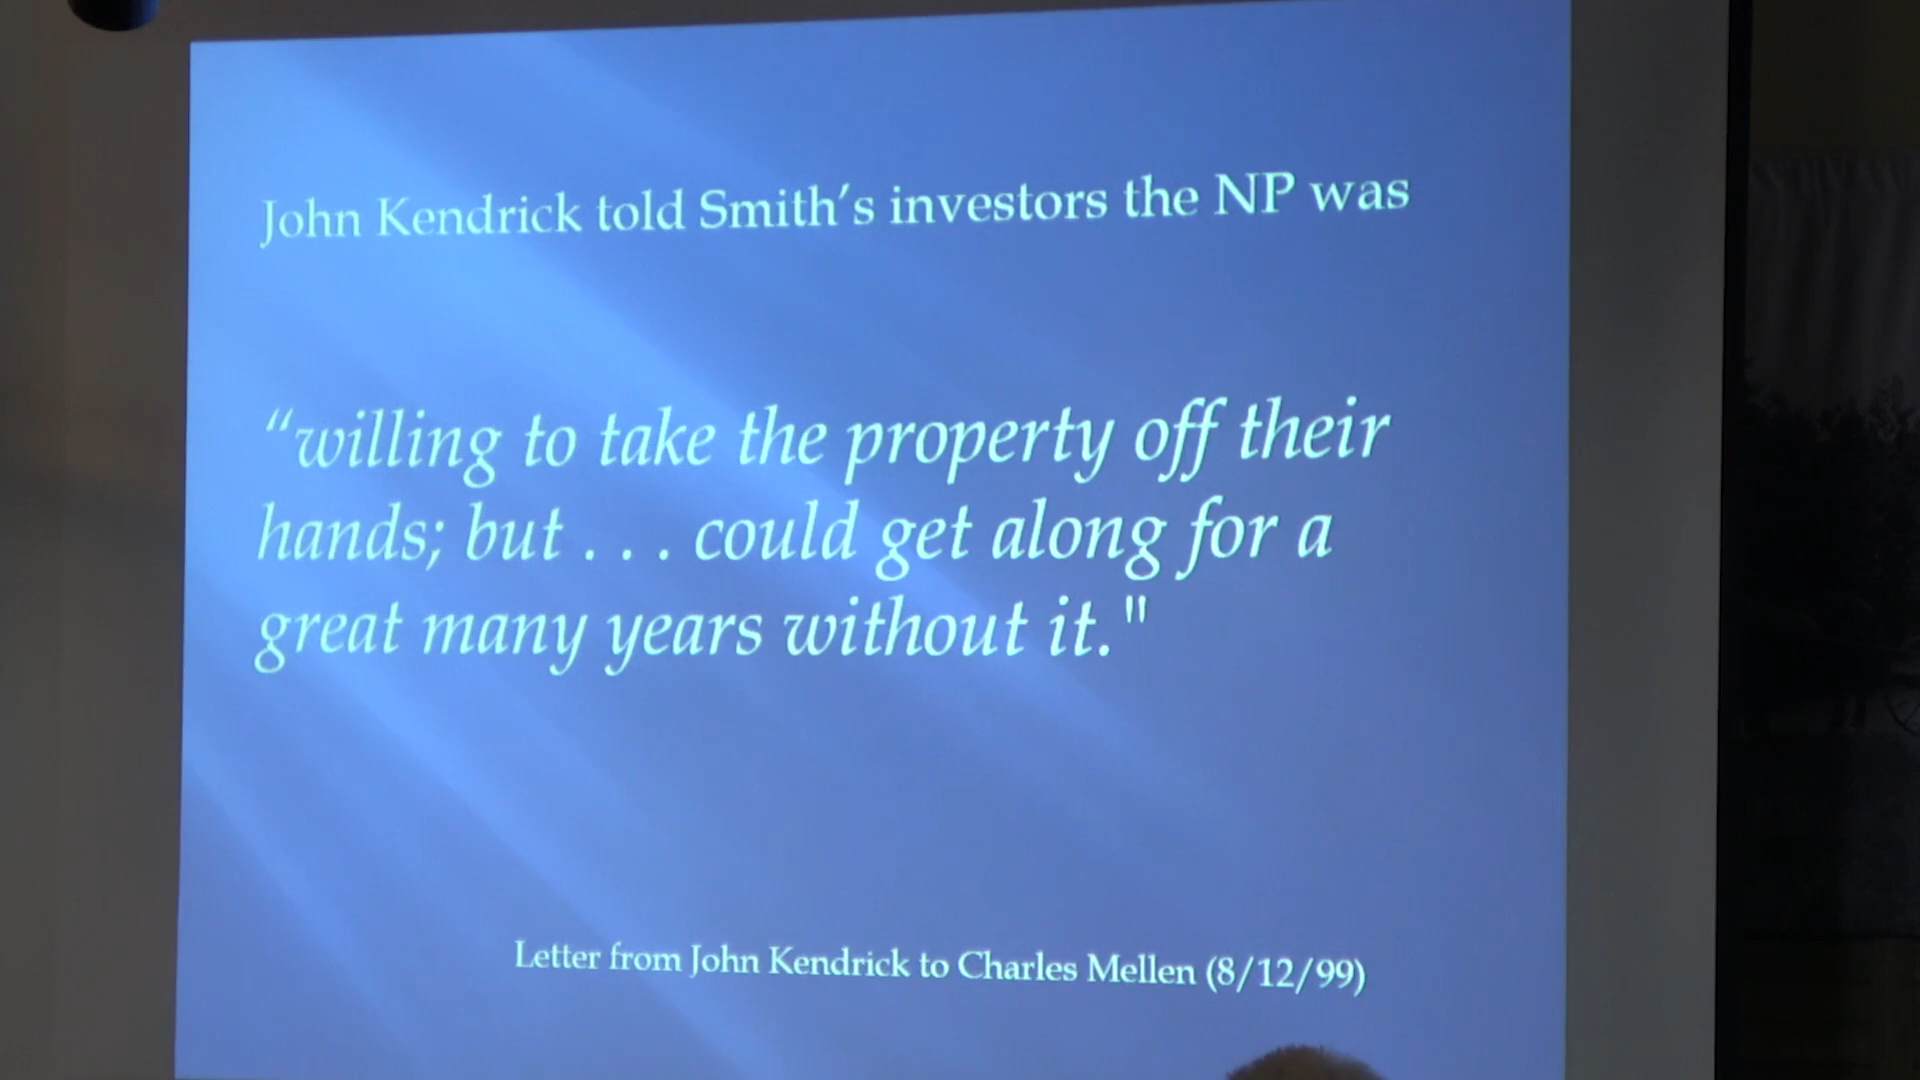 John Kendrick told Smith’s investors the NP was
“willing to take the property off their
hands; but . . . could get along for a
great many years without it."
Letter from John Kendrick to Charles Mellen (8/12/99)